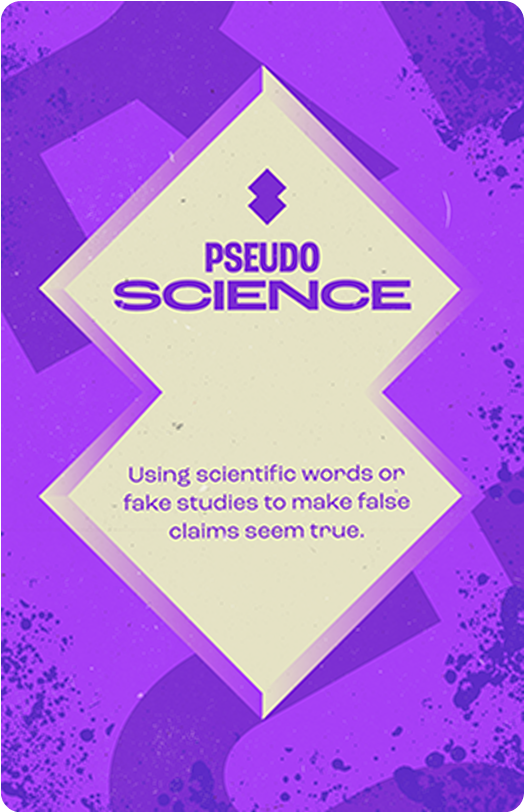 PSEUDO
SCIENCE
Using scientific words or
fake studies to make false
claims seem true.